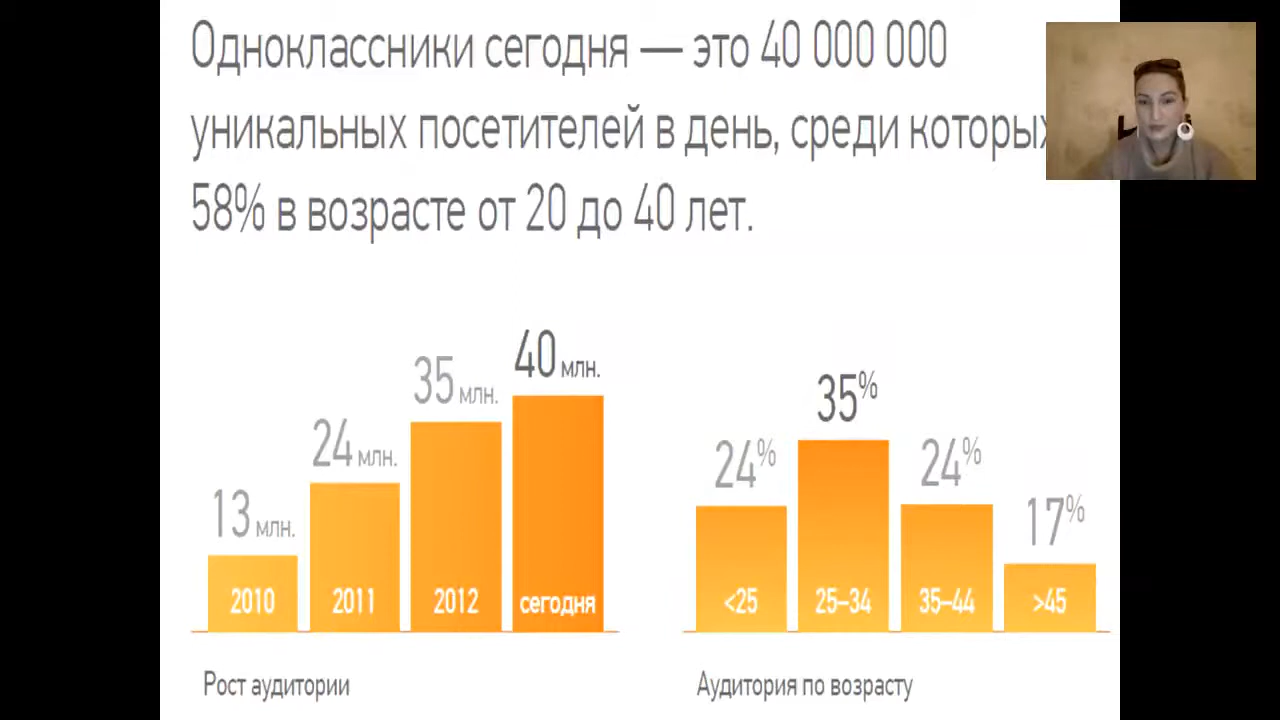 Одноклассники сегодня — это 40 000 000
уникальных посетителей в день, среди которых
58% в возрасте от 20 до 40 лет.
13 млн.
24 млн.
35 млн.
40 млн.
2010
2011
2012
сегодня
Рост аудитории
24%
35%
24%
17%
<25
25–34
35–44
>45
Аудитория по возрасту